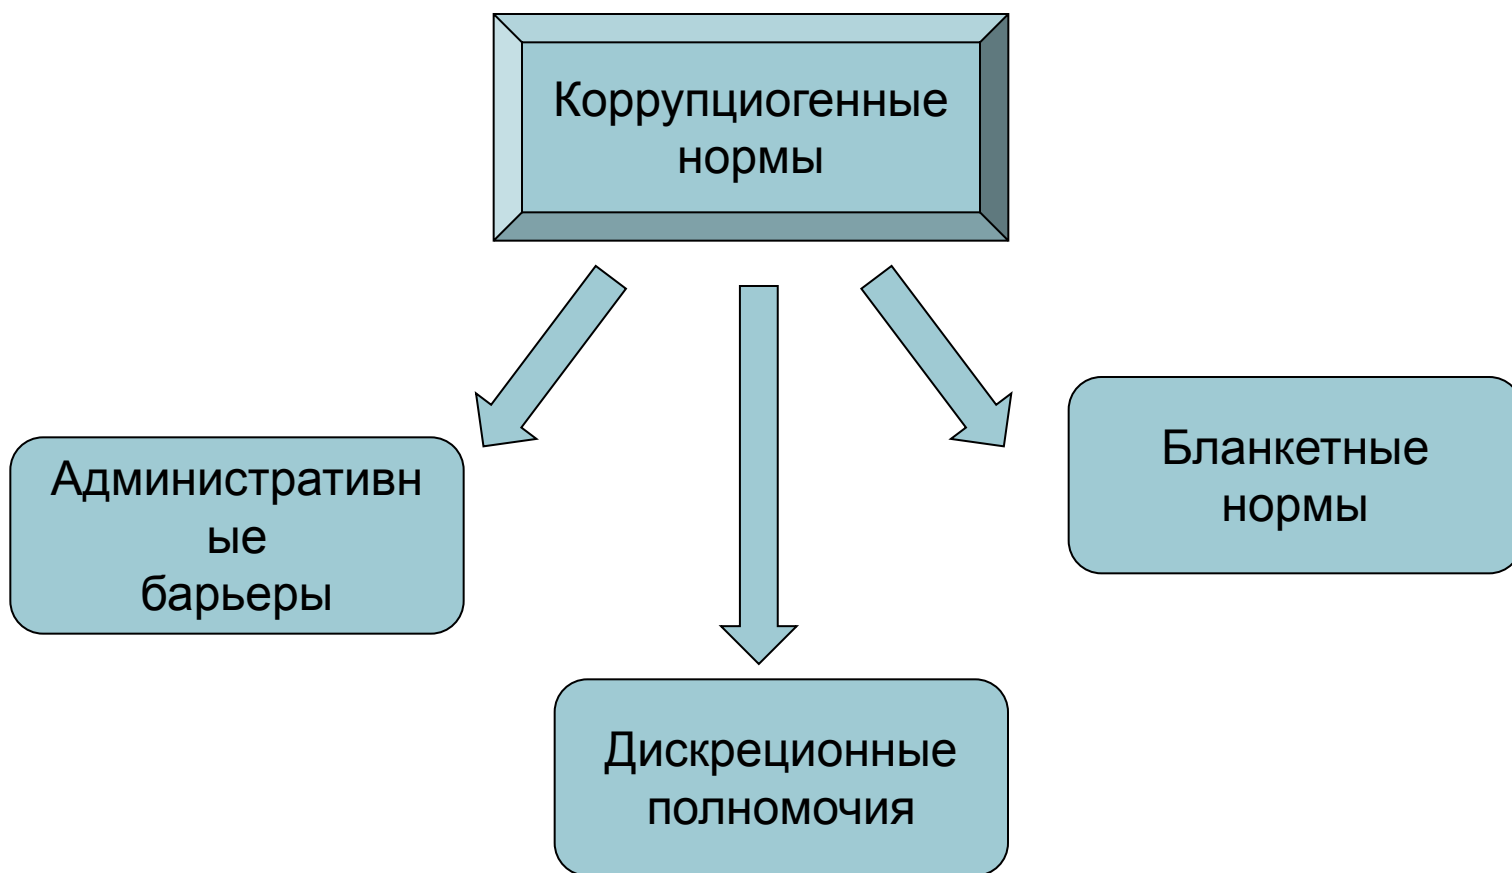 Коррупциогенные
нормы
Административн
ые
барьеры
Бланкетные
нормы
Дискреционные
полномочия